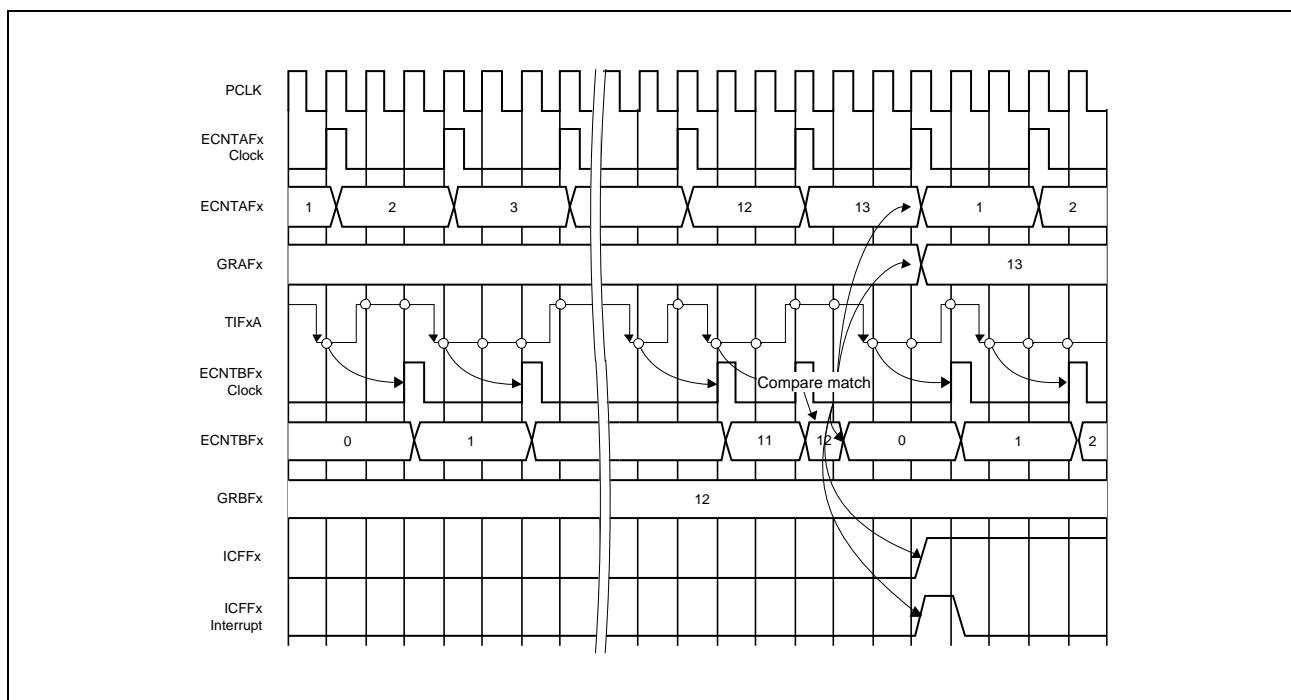 PCLK
ECNTAFx
Clock
ECNTAFx
1 2 3 12 13 1 2
GRAFx
13
TIFxA
ECNTBFx
Clock
Compare match
ECNTBFx
0 1 11 12 0 1 2
GRBFx
12
ICFFx
ICFFx
Interrupt